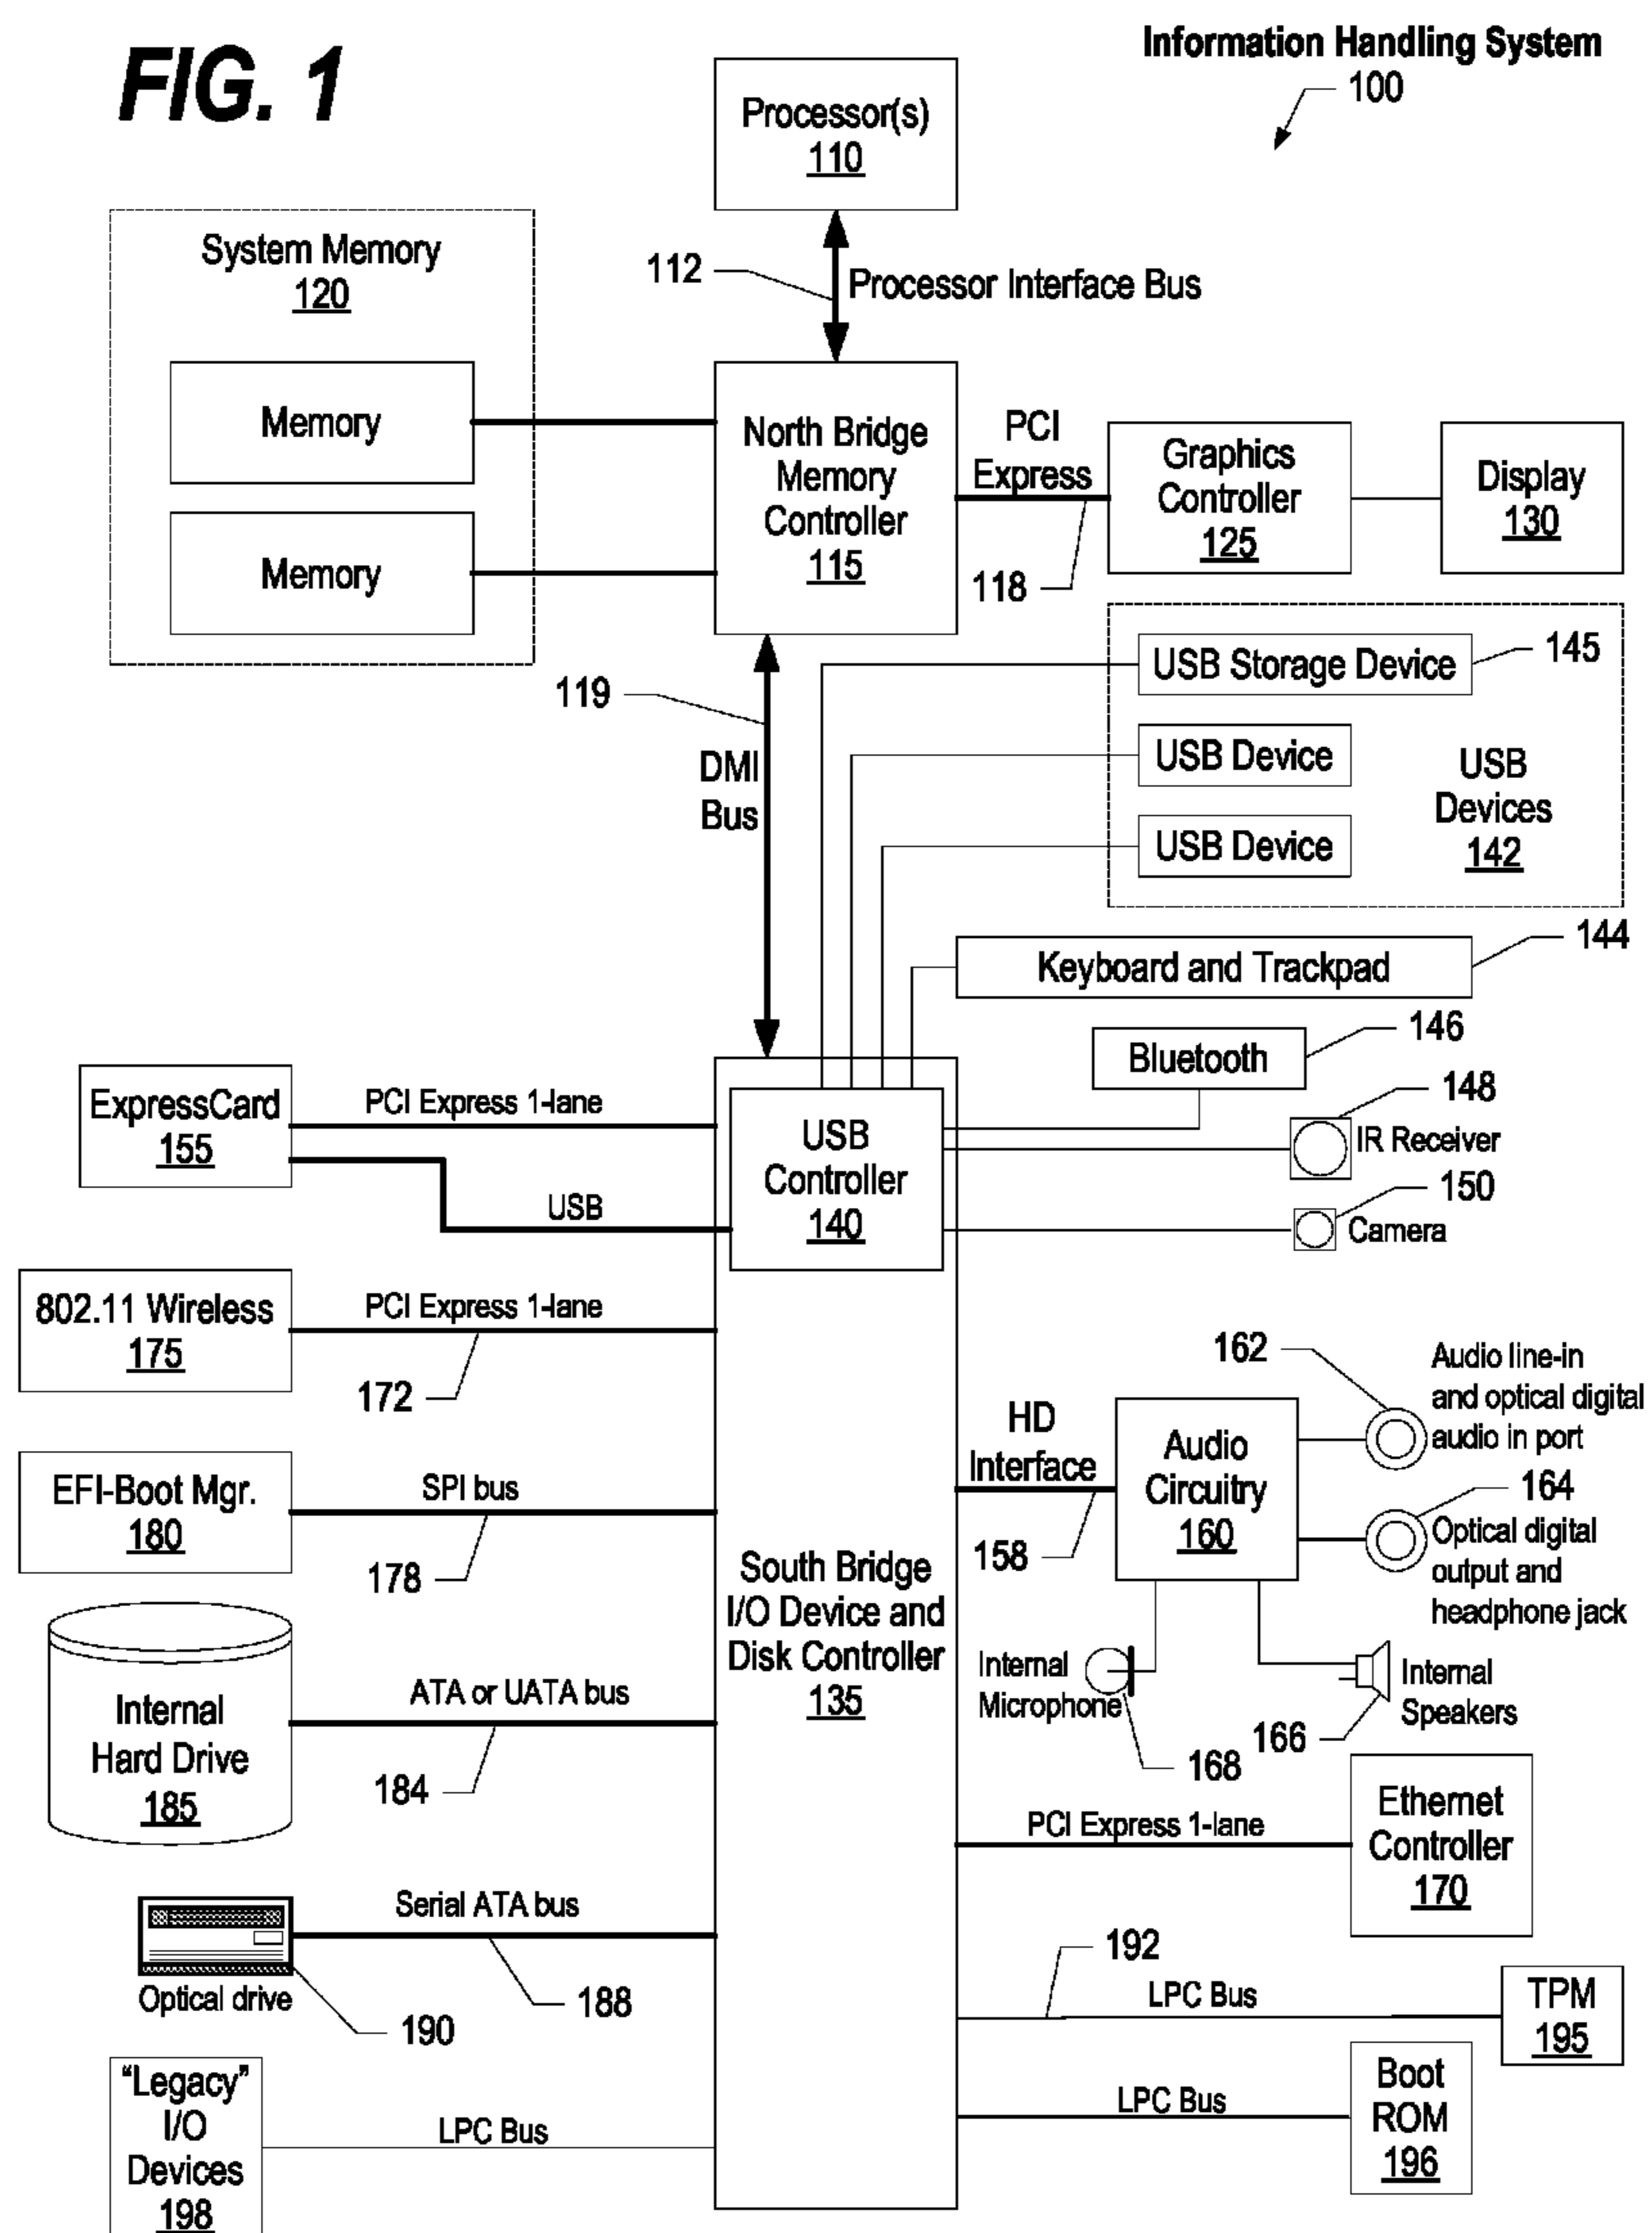 FIG. 1
Information Handling System
100
Processor(s)
110
System Memory
120
112
Processor Interface Bus
Memory
Memory
North Bridge
Memory
Controller
115
PCI
Express
118
Graphics
Controller
125
Display
130
119
DMI
Bus
USB Storage Device
145
USB Device
USB Device
USB
Devices
142
Keyboard and Trackpad
144
Bluetooth
146
148
IR Receiver
150
Camera
ExpressCard
155
PCI Express 1-lane
USB
USB
Controller
140
802.11 Wireless
175
PCI Express 1-lane
172
EFI-Boot Mgr.
180
SPI bus
178
South Bridge
I/O Device and
Disk Controller
135
HD
Interface
158
Audio
Circuitry
160
162
Audio line-in
and optical digital
audio in port
164
Optical digital
output and
headphone jack
Internal
Microphone
168
166
Internal
Speakers
Internal
Hard Drive
185
ATA or UATA bus
184
PCI Express 1-lane
Ethernet
Controller
170
Serial ATA bus
188
Optical drive
190
192
LPC Bus
TPM
195
LPC Bus
Boot
ROM
196
“Legacy”
I/O
Devices
198
LPC Bus